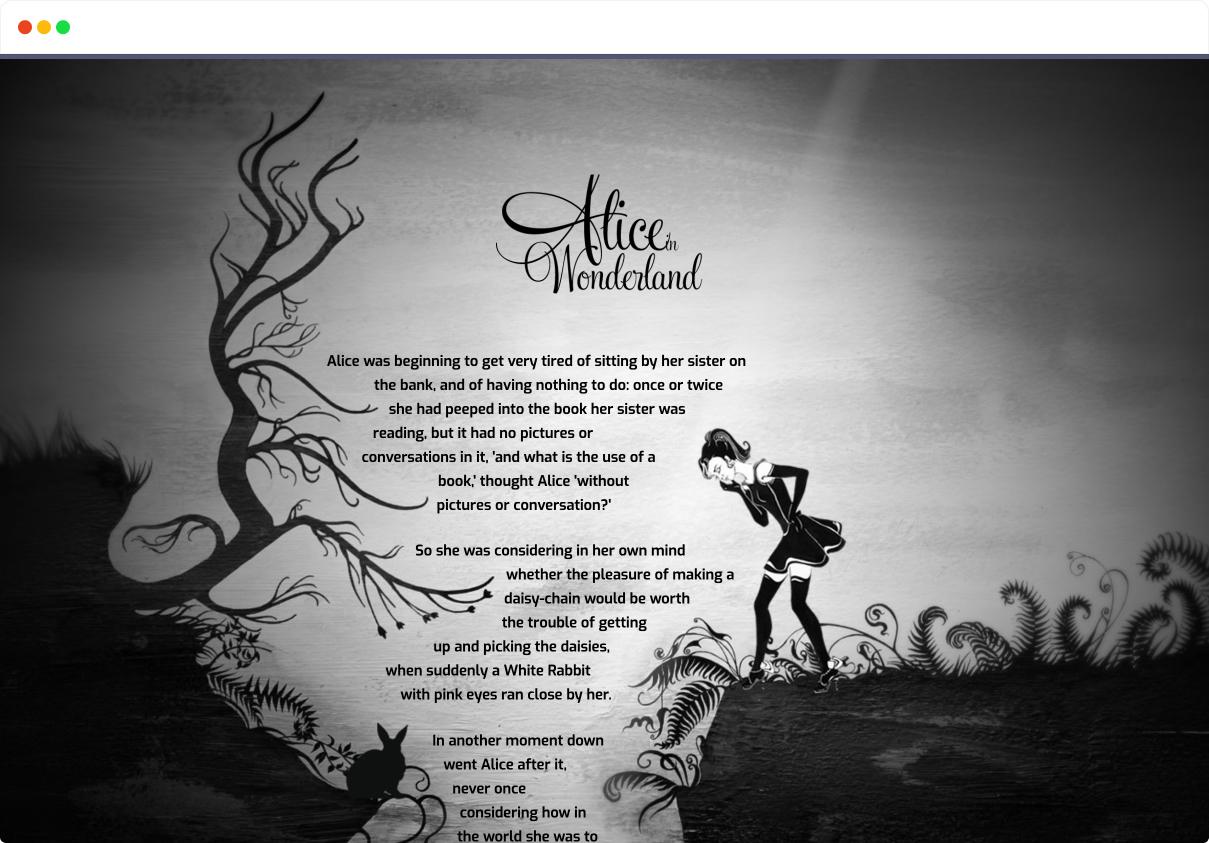 Alice in
Wonderland
Alice was beginning to get very tired of sitting by her sister on
the bank, and of having nothing to do: once or twice
she had peeped into the book her sister was
reading, but it had no pictures or
conversations in it, 'and what is the use of a
book,' thought Alice 'without
pictures or conversation?'
So she was considering in her own mind
whether the pleasure of making a
daisy-chain would be worth
the trouble of getting
up and picking the daisies,
when suddenly a White Rabbit
with pink eyes ran close by her.
In another moment down
went Alice after it,
never once
considering how in
the world she was to